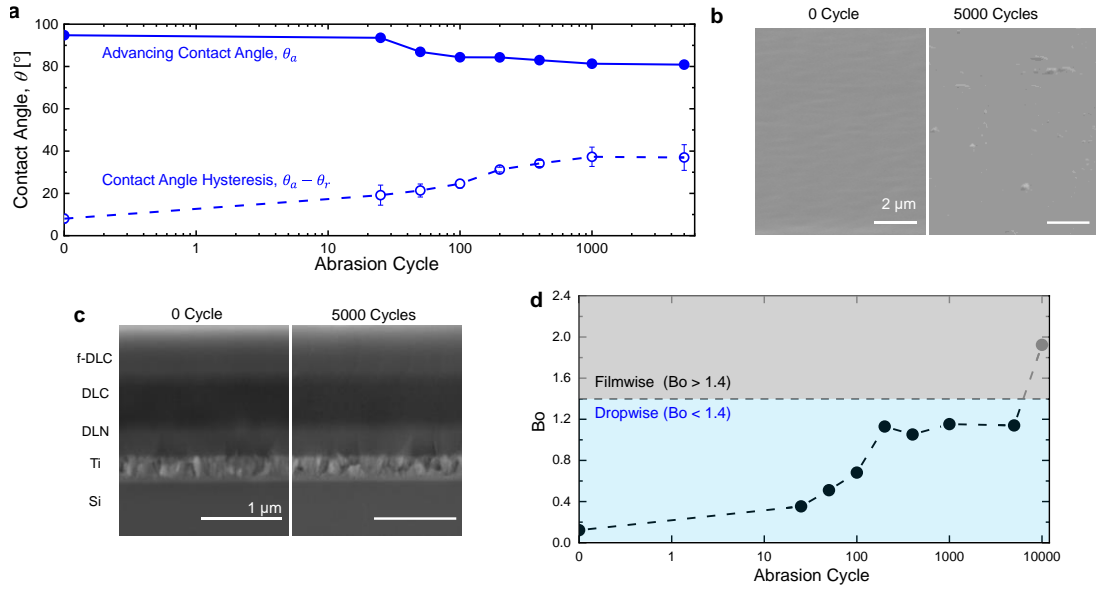 a
100
80
60
40
20
0
Contact Angle, θ [°]
Advancing Contact Angle, θₐ
Contact Angle Hysteresis, θₐ − θᵣ
0 1 10 100 1000
Abrasion Cycle
b
0 Cycle 5000 Cycles
2 µm
c
0 Cycle 5000 Cycles
f-DLC
DLC
DLN
Ti
Si
1 µm
d
2.4
2.0
1.6
1.2
0.8
0.4
0.0
Bo
Filmwise (Bo > 1.4)
Dropwise (Bo < 1.4)
0 1 10 100 1000 10000
Abrasion Cycle